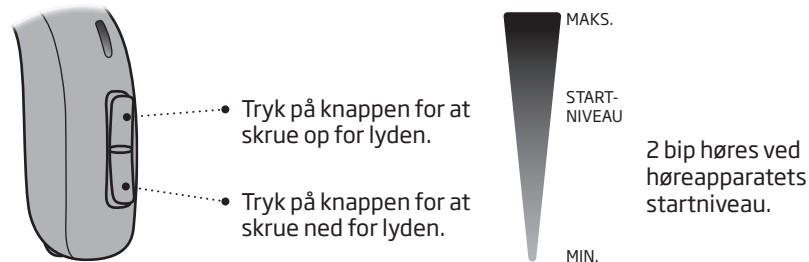 Tryk på knappen for at
skrue op for lyden.
Tryk på knappen for at
skrue ned for lyden.
MAKS.
START-
NIVEAU
MIN.
2 bip høres ved
høreapparatets
startniveau.